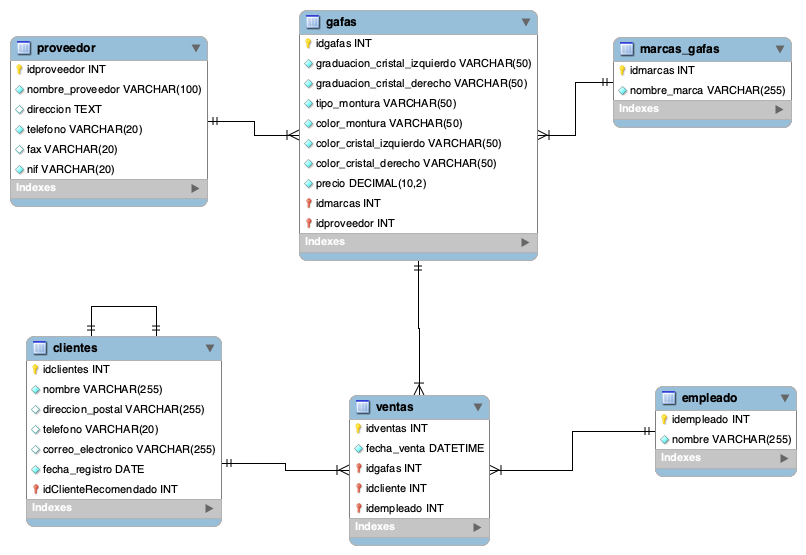 proveedor
idproveedor INT
nombre_proveedor VARCHAR(100)
direccion TEXT
telefono VARCHAR(20)
fax VARCHAR(20)
nif VARCHAR(20)
Indexes
gafas
idgafas INT
graduacion_cristal_izquierdo VARCHAR(50)
graduacion_cristal_derecho VARCHAR(50)
tipo_montura VARCHAR(50)
color_montura VARCHAR(50)
color_cristal_izquierdo VARCHAR(50)
color_cristal_derecho VARCHAR(50)
precio DECIMAL(10,2)
idmarcas INT
idproveedor INT
Indexes
marcas_gafas
idmarcas INT
nombre_marca VARCHAR(255)
Indexes
clientes
idclientes INT
nombre VARCHAR(255)
direccion_postal VARCHAR(255)
telefono VARCHAR(20)
correo_electronico VARCHAR(255)
fecha_registro DATE
idClienteRecomendado INT
Indexes
ventas
idventas INT
fecha_venta DATETIME
idgafas INT
idcliente INT
idempleado INT
Indexes
empleado
idempleado INT
nombre VARCHAR(255)
Indexes